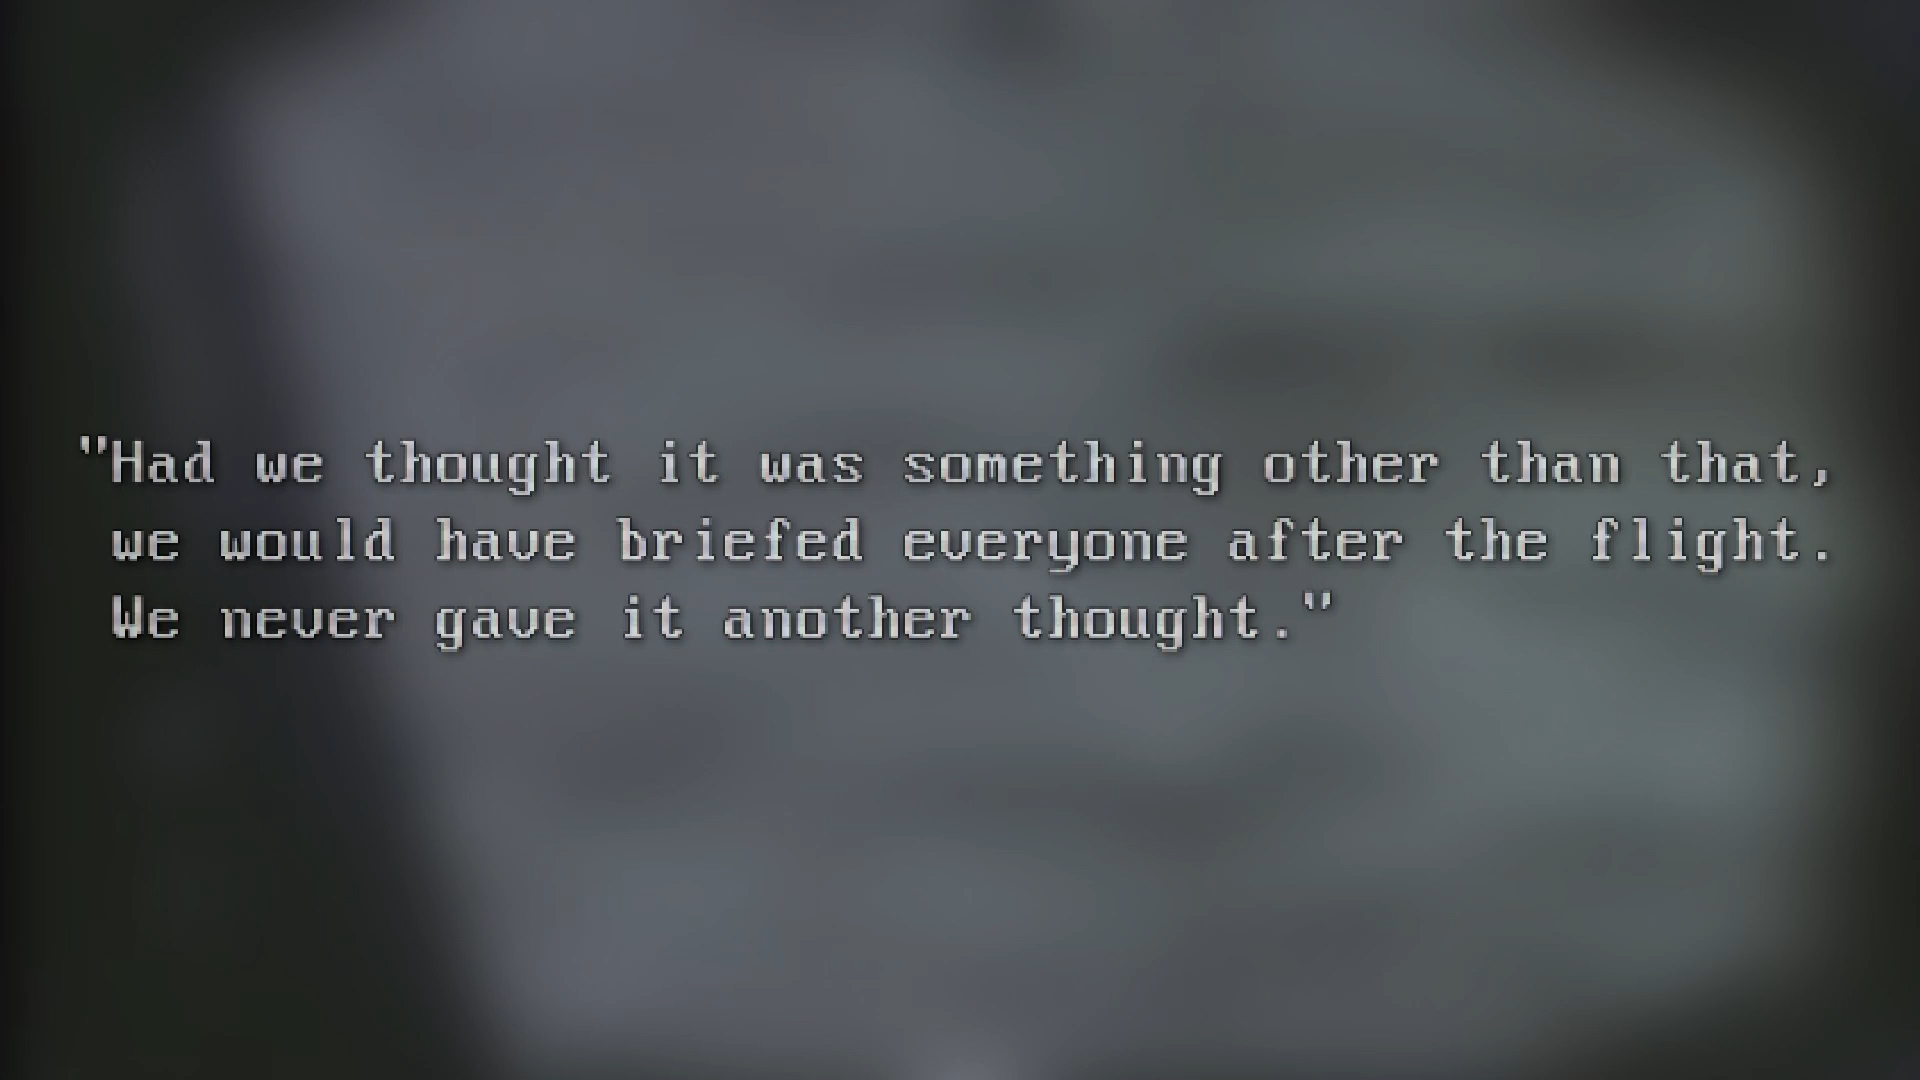 "Had we thought it was something other than that,
we would have briefed everyone after the flight.
We never gave it another thought."